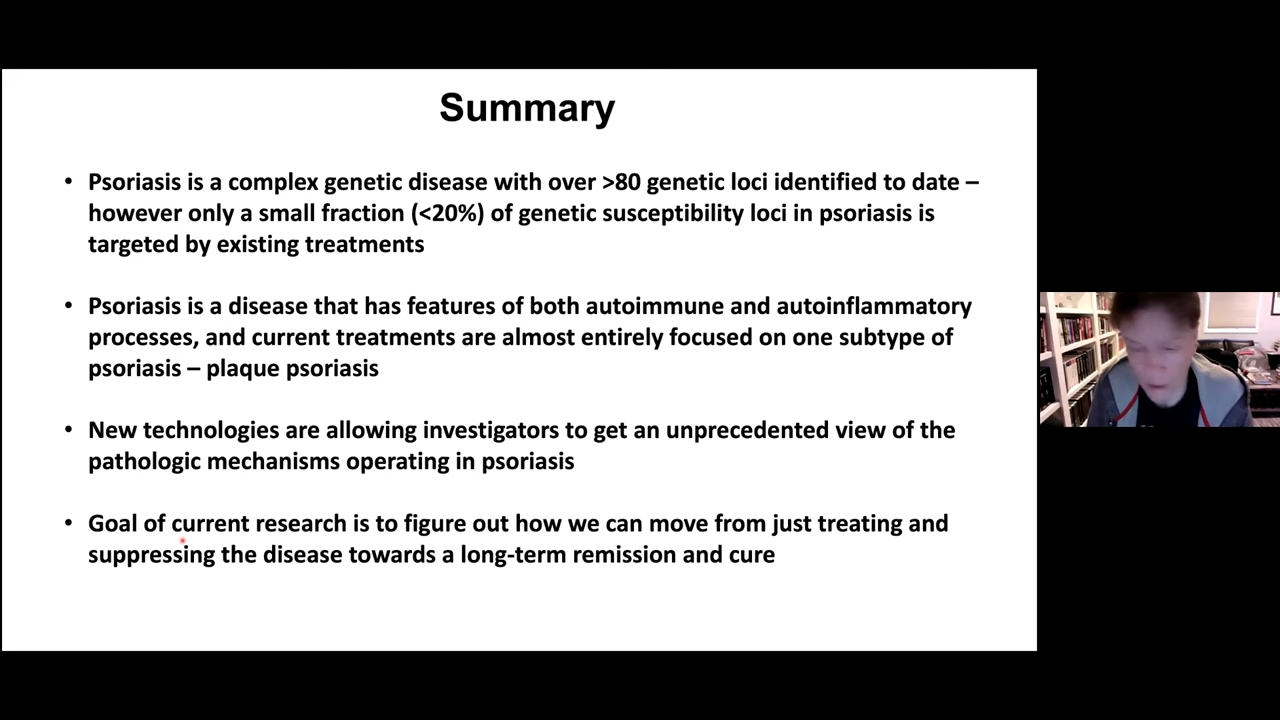 Summary
• Psoriasis is a complex genetic disease with over >80 genetic loci identified to date –
however only a small fraction (<20%) of genetic susceptibility loci in psoriasis is
targeted by existing treatments
• Psoriasis is a disease that has features of both autoimmune and autoinflammatory
processes, and current treatments are almost entirely focused on one subtype of
psoriasis – plaque psoriasis
• New technologies are allowing investigators to get an unprecedented view of the
pathologic mechanisms operating in psoriasis
• Goal of current research is to figure out how we can move from just treating and
suppressing the disease towards a long-term remission and cure